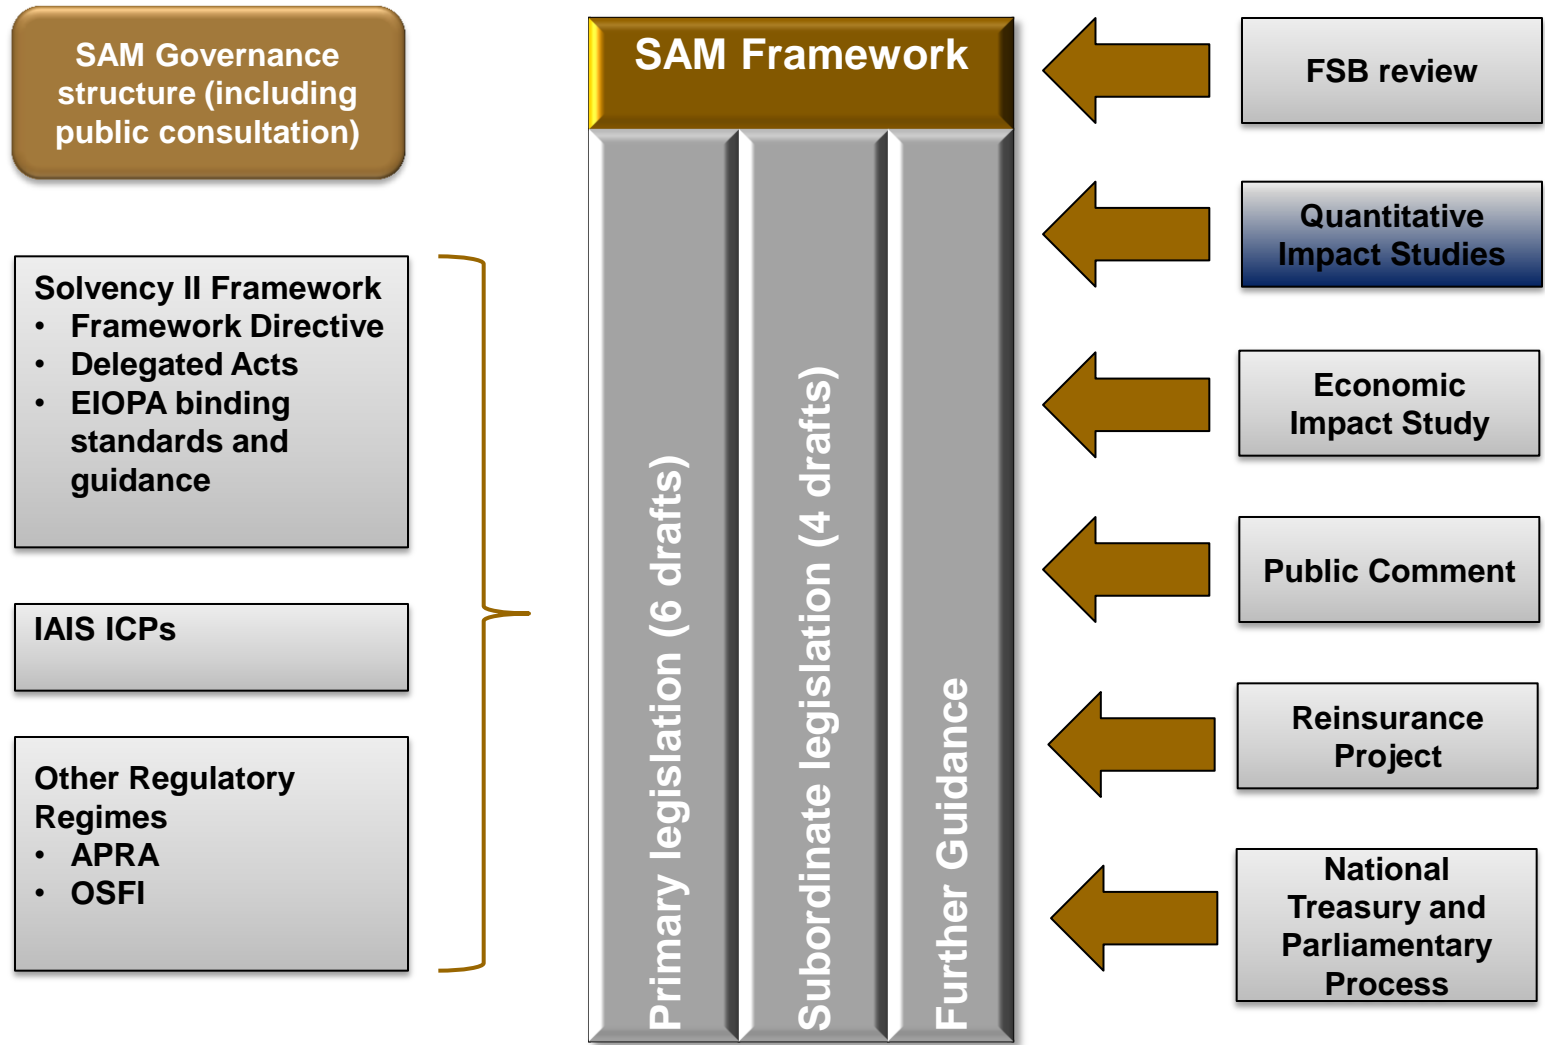 SAM Governance
structure (including
public consultation)
Solvency II Framework
• Framework Directive
• Delegated Acts
• EIOPA binding
standards and
guidance
IAIS ICPs
Other Regulatory
Regimes
• APRA
• OSFI
SAM Framework
Primary legislation (6 drafts)
Subordinate legislation (4 drafts)
Further Guidance
FSB review
Quantitative
Impact Studies
Economic
Impact Study
Public Comment
Reinsurance
Project
National
Treasury and
Parliamentary
Process